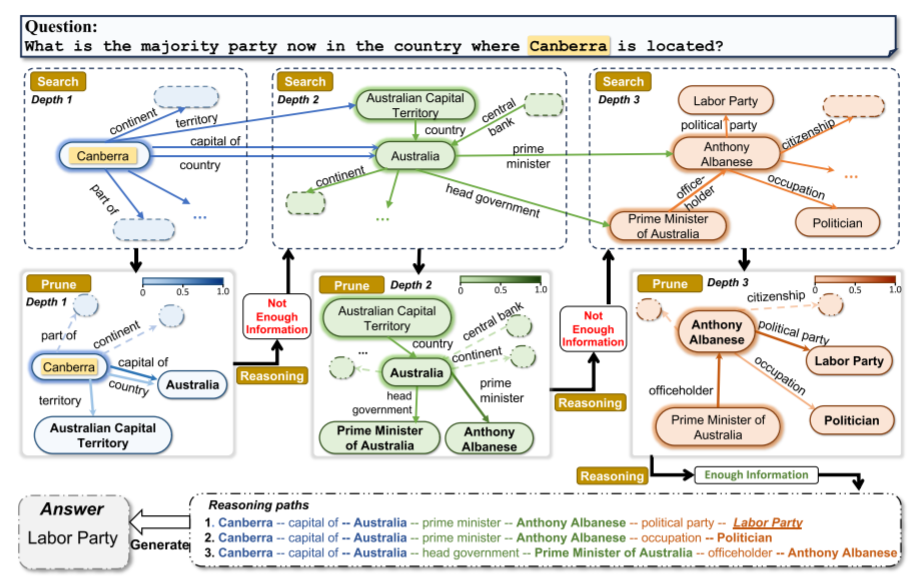 Question:
What is the majority party now in the country where Canberra is located?
Search
Depth 1
continent
territory
capital of
country
Canberra
part of
...
Search
Depth 2
Australian Capital
Territory
country
central
bank
Australia
prime
minister
continent
head government
...
Search
Depth 3
Labor Party
political party
citizenship
Anthony
Albanese
office-
holder
occupation
...
Prime Minister
of Australia
Politician
Prune
Depth 1
0
1.0
part of
continent
Canberra
capital of
country
Australia
territory
Australian Capital
Territory
Not
Enough
Information
Reasoning
Prune
Depth 2
0
1.0
Australian Capital
Territory
country
central bank
...
continent
Australia
head
government
prime
minister
Prime Minister
of Australia
Anthony
Albanese
Not
Enough
Information
Reasoning
Prune
Depth 3
0
0.5
1.0
citizenship
Anthony
Albanese
political party
Labor Party
occupation
officeholder
Prime Minister of
Australia
Politician
Reasoning
Enough Information
Answer
Labor Party
Generate
Reasoning paths
1. Canberra -- capital of -- Australia -- prime minister -- Anthony Albanese -- political party -- Labor Party
2. Canberra -- capital of -- Australia -- prime minister -- Anthony Albanese -- occupation -- Politician
3. Canberra -- capital of -- Australia -- head government -- Prime Minister of Australia -- officeholder -- Anthony Albanese